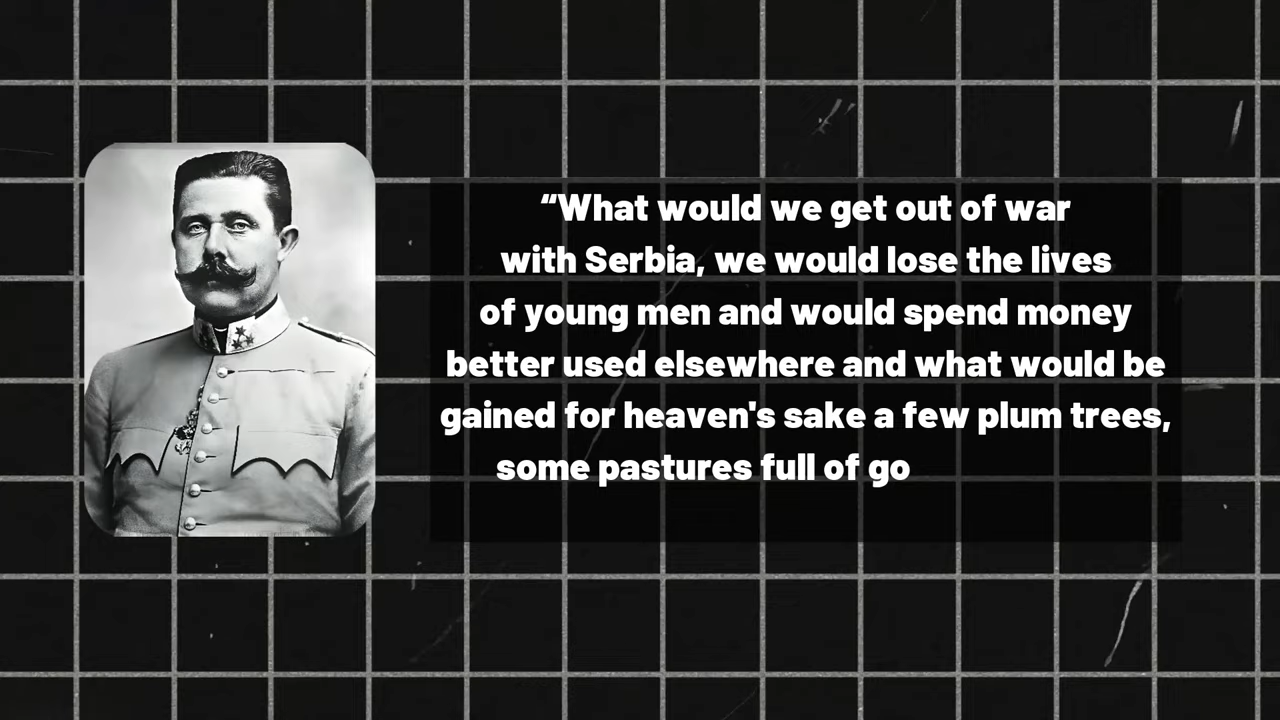 “What would we get out of war
with Serbia, we would lose the lives
of young men and would spend money
better used elsewhere and what would be
gained for heaven's sake a few plum trees,
some pastures full of go